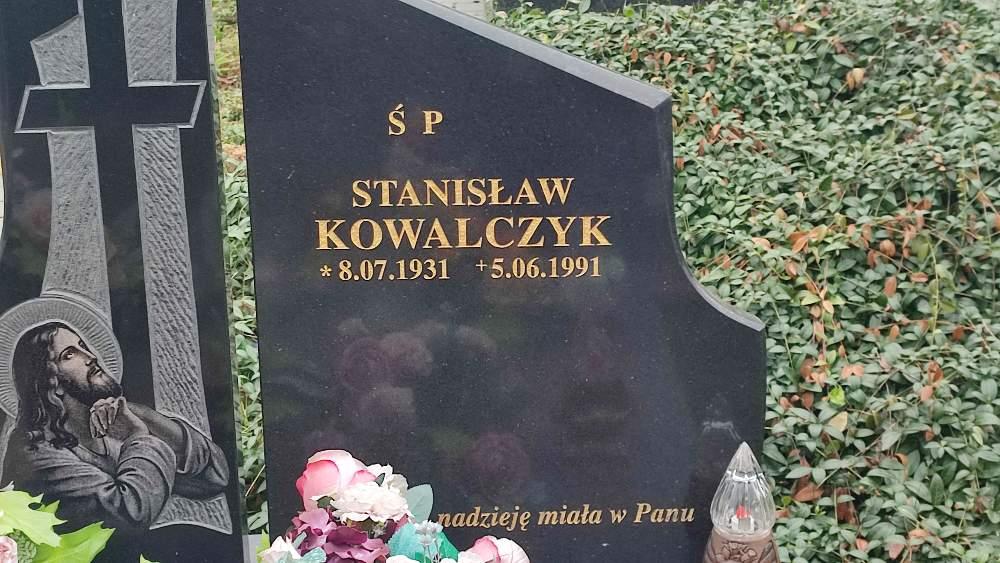 Ś P
STANISŁAW
KOWALCZYK
* 8.07.1931 +5.06.1991
nadzieję miała w Panu